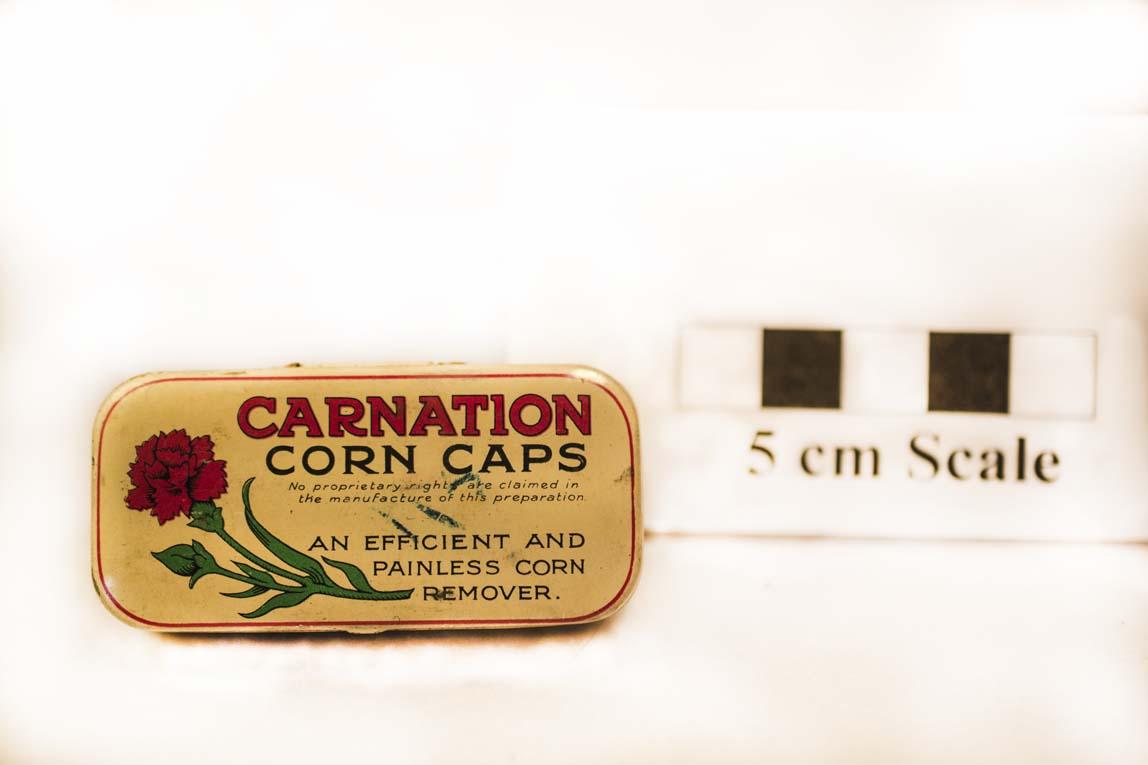 CARNATION
CORN CAPS
No proprietary rights are claimed in
the manufacture of this preparation.
AN EFFICIENT AND
PAINLESS CORN
REMOVER.
5 cm Scale